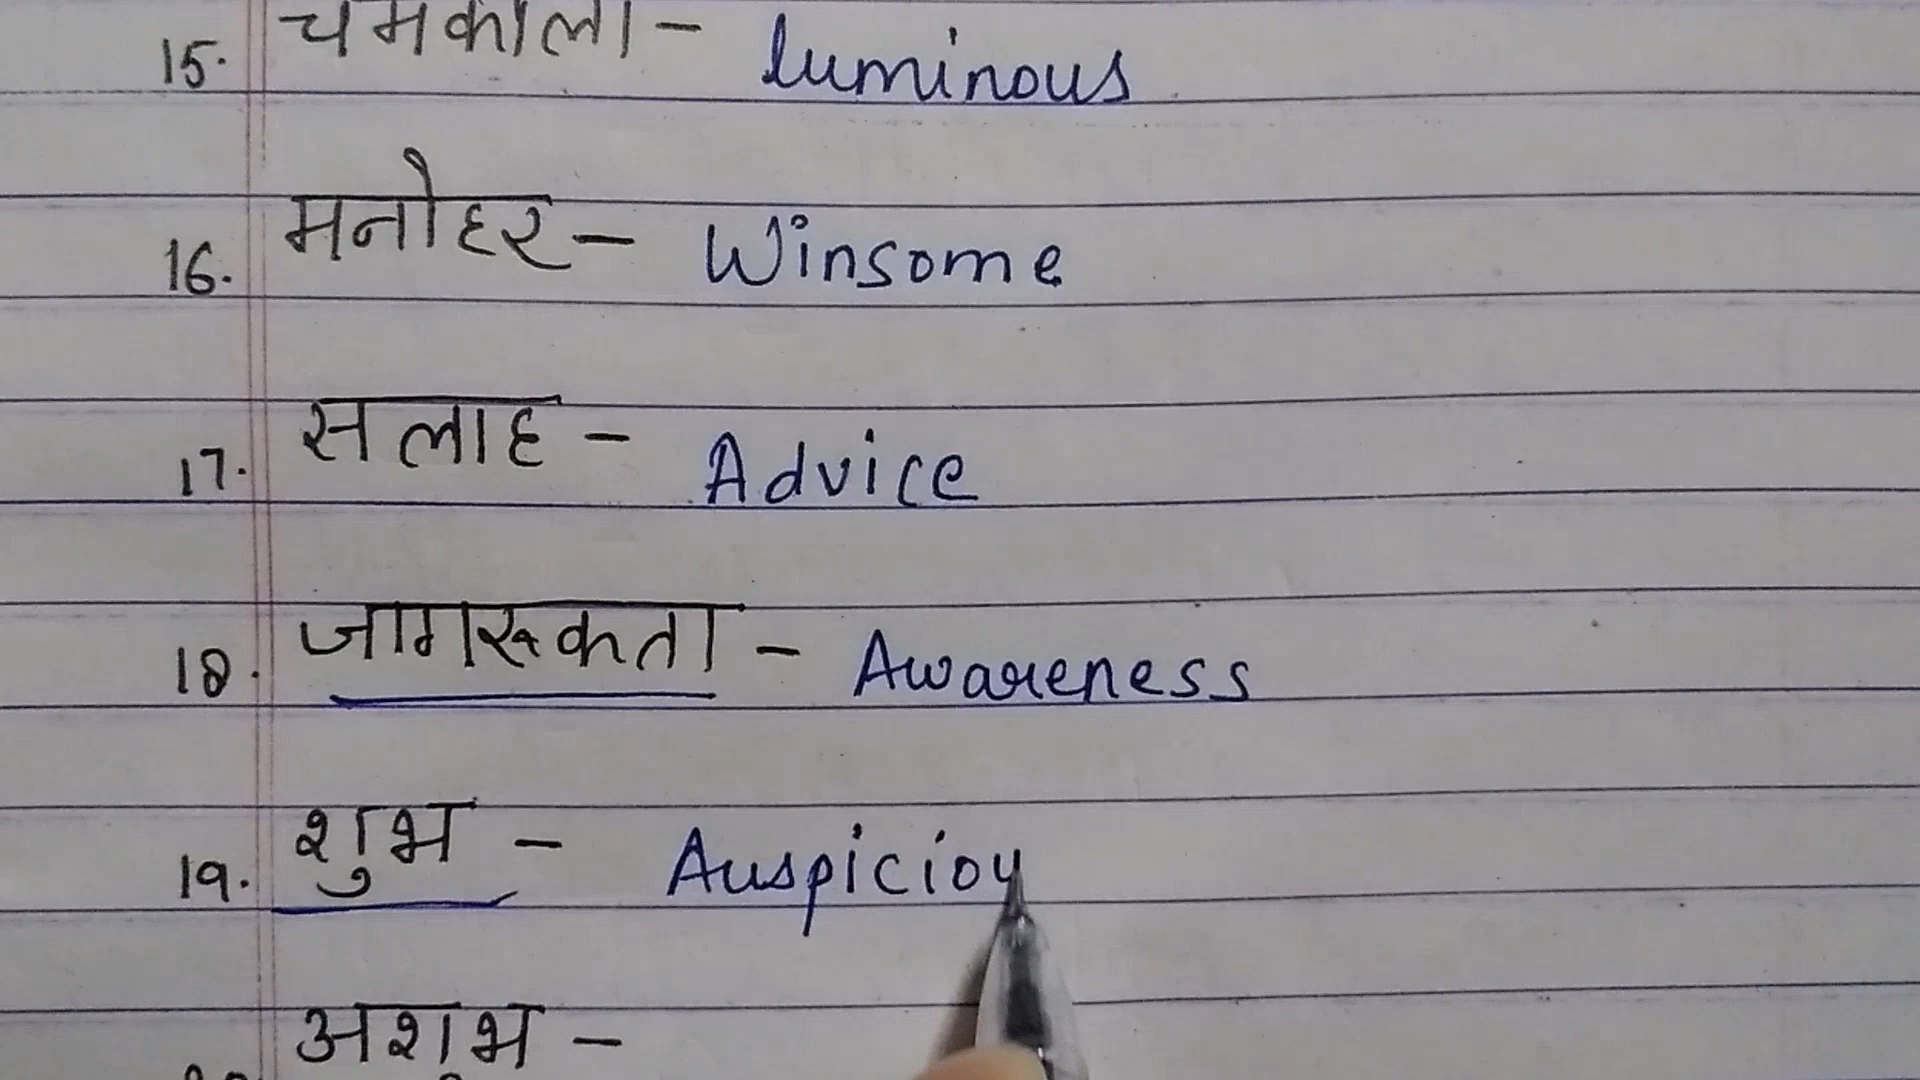 15. चमकीला - luminous
16. मनोहर - Winsome
17. सलाह - Advice
18. जागरूकता - Awareness
19. शुभ - Auspiciou
अशुभ -